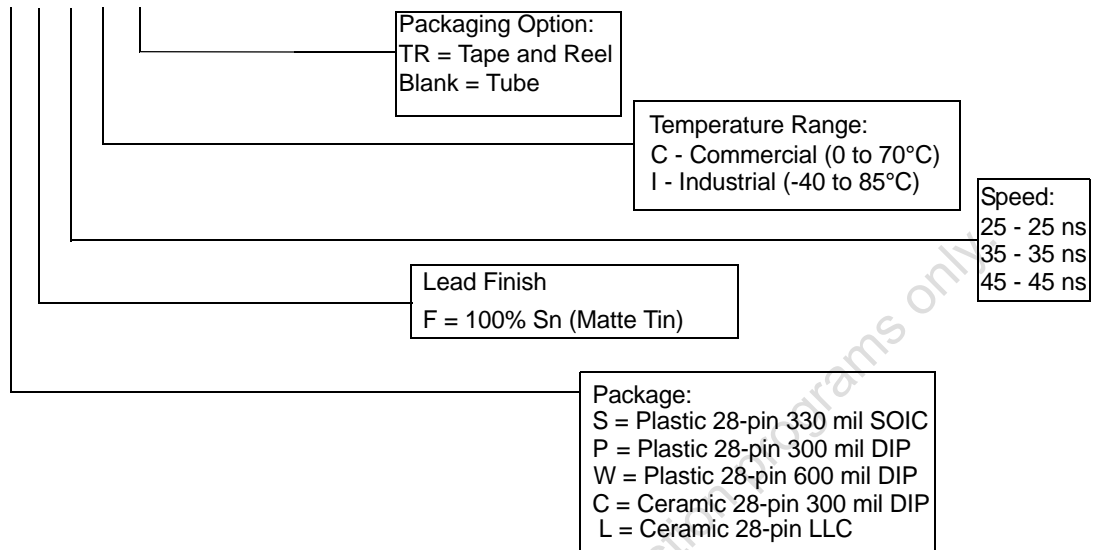 Packaging Option:
TR = Tape and Reel
Blank = Tube
Temperature Range:
C - Commercial (0 to 70°C)
I - Industrial (-40 to 85°C)
Speed:
25 - 25 ns
35 - 35 ns
45 - 45 ns
Lead Finish
F = 100% Sn (Matte Tin)
Package:
S = Plastic 28-pin 330 mil SOIC
P = Plastic 28-pin 300 mil DIP
W = Plastic 28-pin 600 mil DIP
C = Ceramic 28-pin 300 mil DIP
L = Ceramic 28-pin LLC
programs only.